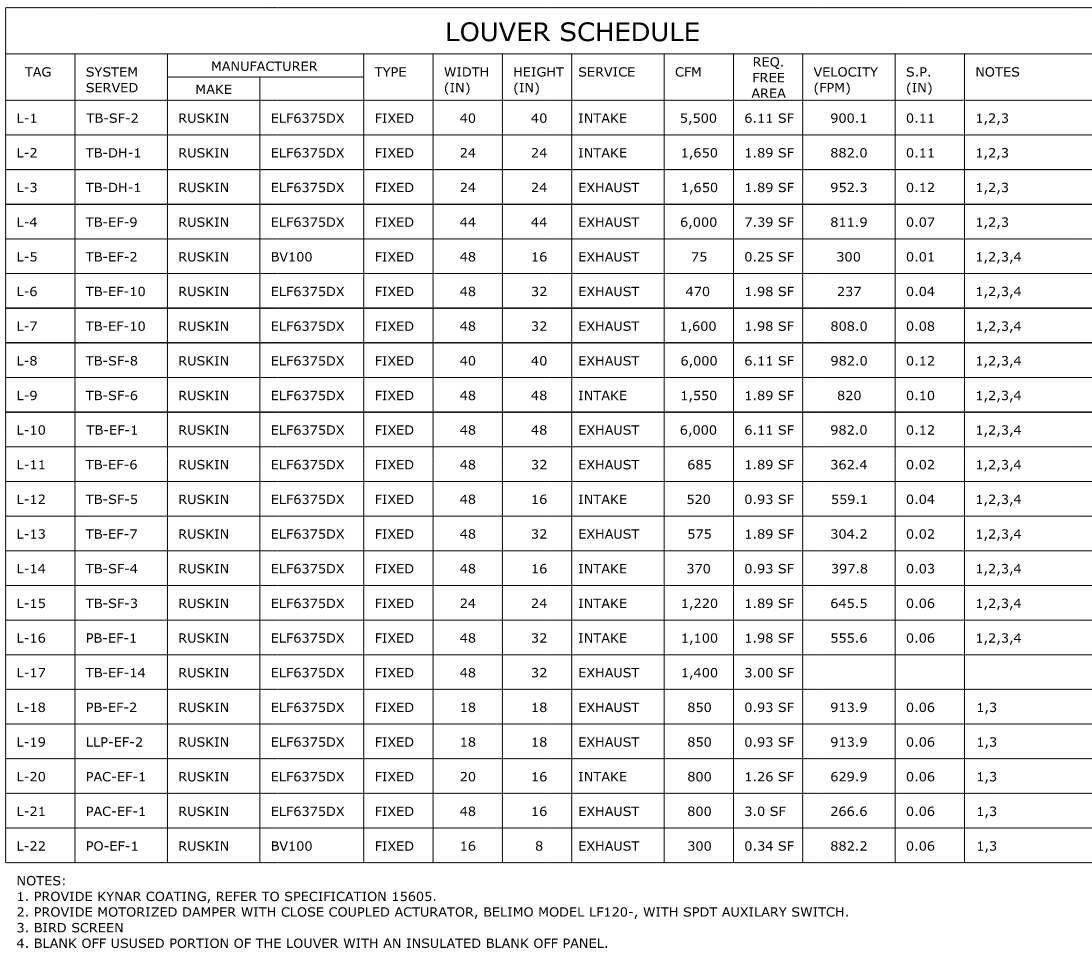 LOUVER SCHEDULE
TAG SYSTEM SERVED MANUFACTURER MAKE TYPE WIDTH (IN) HEIGHT (IN) SERVICE CFM REQ. FREE AREA VELOCITY (FPM) S.P. (IN) NOTES
L-1 TB-SF-2 RUSKIN ELF6375DX FIXED 40 40 INTAKE 5,500 6.11 SF 900.1 0.11 1,2,3
L-2 TB-DH-1 RUSKIN ELF6375DX FIXED 24 24 INTAKE 1,650 1.89 SF 882.0 0.11 1,2,3
L-3 TB-DH-1 RUSKIN ELF6375DX FIXED 24 24 EXHAUST 1,650 1.89 SF 952.3 0.12 1,2,3
L-4 TB-EF-9 RUSKIN ELF6375DX FIXED 44 44 EXHAUST 6,000 7.39 SF 811.9 0.07 1,2,3
L-5 TB-EF-2 RUSKIN BV100 FIXED 48 16 EXHAUST 75 0.25 SF 300 0.01 1,2,3,4
L-6 TB-EF-10 RUSKIN ELF6375DX FIXED 48 32 EXHAUST 470 1.98 SF 237 0.04 1,2,3,4
L-7 TB-EF-10 RUSKIN ELF6375DX FIXED 48 32 EXHAUST 1,600 1.98 SF 808.0 0.08 1,2,3,4
L-8 TB-SF-8 RUSKIN ELF6375DX FIXED 40 40 EXHAUST 6,000 6.11 SF 982.0 0.12 1,2,3,4
L-9 TB-SF-6 RUSKIN ELF6375DX FIXED 48 48 INTAKE 1,550 1.89 SF 820 0.10 1,2,3,4
L-10 TB-EF-1 RUSKIN ELF6375DX FIXED 48 48 EXHAUST 6,000 6.11 SF 982.0 0.12 1,2,3,4
L-11 TB-EF-6 RUSKIN ELF6375DX FIXED 48 32 EXHAUST 685 1.89 SF 362.4 0.02 1,2,3,4
L-12 TB-SF-5 RUSKIN ELF6375DX FIXED 48 16 INTAKE 520 0.93 SF 559.1 0.04 1,2,3,4
L-13 TB-EF-7 RUSKIN ELF6375DX FIXED 48 32 EXHAUST 575 1.89 SF 304.2 0.02 1,2,3,4
L-14 TB-SF-4 RUSKIN ELF6375DX FIXED 48 16 INTAKE 370 0.93 SF 397.8 0.03 1,2,3,4
L-15 TB-SF-3 RUSKIN ELF6375DX FIXED 24 24 INTAKE 1,220 1.89 SF 645.5 0.06 1,2,3,4
L-16 PB-EF-1 RUSKIN ELF6375DX FIXED 48 32 INTAKE 1,100 1.98 SF 555.6 0.06 1,2,3,4
L-17 TB-EF-14 RUSKIN ELF6375DX FIXED 48 32 EXHAUST 1,400 3.00 SF
L-18 PB-EF-2 RUSKIN ELF6375DX FIXED 18 18 EXHAUST 850 0.93 SF 913.9 0.06 1,3
L-19 LLP-EF-2 RUSKIN ELF6375DX FIXED 18 18 EXHAUST 850 0.93 SF 913.9 0.06 1,3
L-20 PAC-EF-1 RUSKIN ELF6375DX FIXED 20 16 INTAKE 800 1.26 SF 629.9 0.06 1,3
L-21 PAC-EF-1 RUSKIN ELF6375DX FIXED 48 16 EXHAUST 800 3.0 SF 266.6 0.06 1,3
L-22 PO-EF-1 RUSKIN BV100 FIXED 16 8 EXHAUST 300 0.34 SF 882.2 0.06 1,3
NOTES:
1. PROVIDE KYNAR COATING, REFER TO SPECIFICATION 15605.
2. PROVIDE MOTORIZED DAMPER WITH CLOSE COUPLED ACTURATOR, BELIMO MODEL LF120-, WITH SPDT AUXILARY SWITCH.
3. BIRD SCREEN
4. BLANK OFF USUSED PORTION OF THE LOUVER WITH AN INSULATED BLANK OFF PANEL.